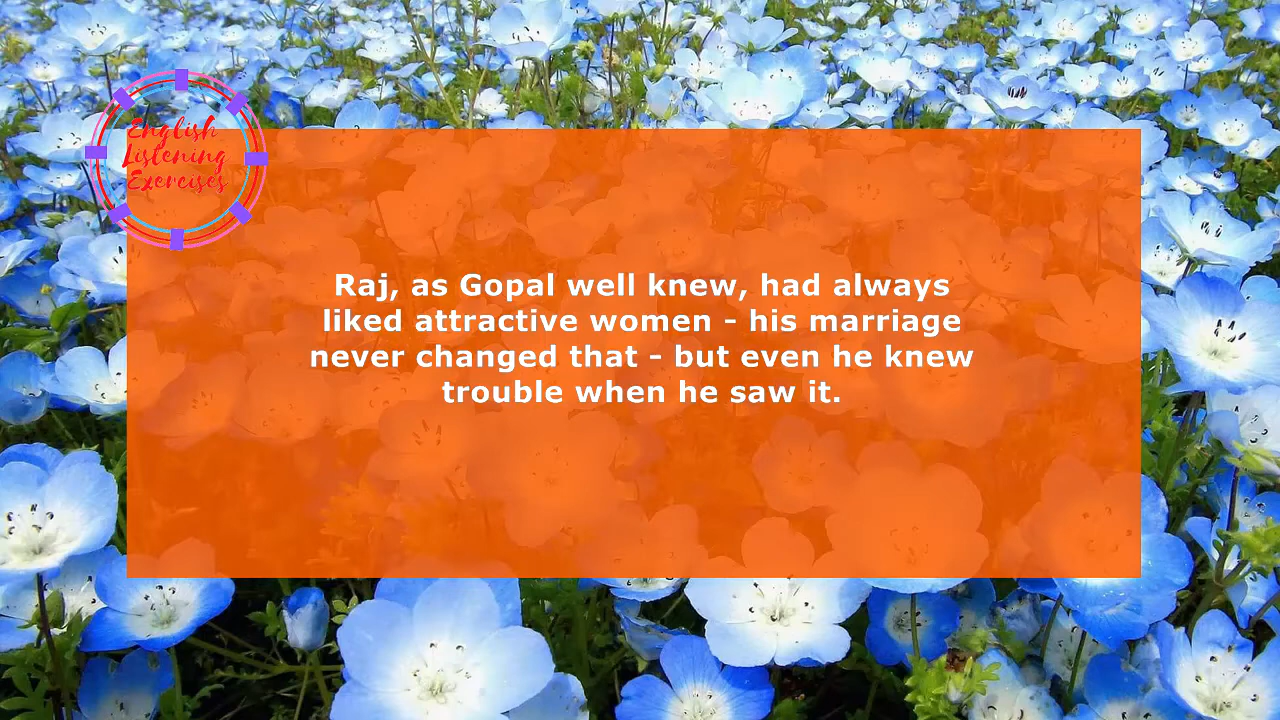 English
Listening
Exercises
Raj, as Gopal well knew, had always
liked attractive women - his marriage
never changed that - but even he knew
trouble when he saw it.